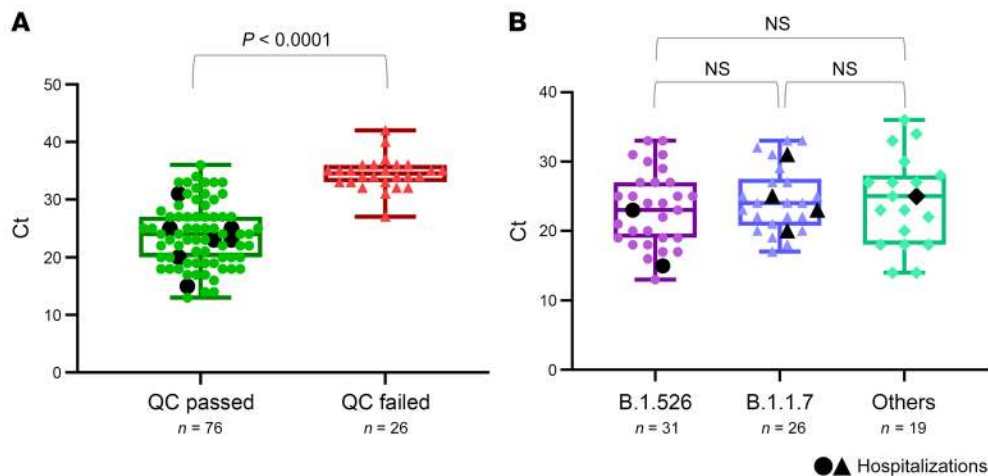 A
P < 0.0001
Ct
50
40
30
20
10
0
QC passed
n = 76
QC failed
n = 26
B
NS
NS
NS
Ct
40
30
20
10
0
B.1.526
n = 31
B.1.1.7
n = 26
Others
n = 19
Hospitalizations